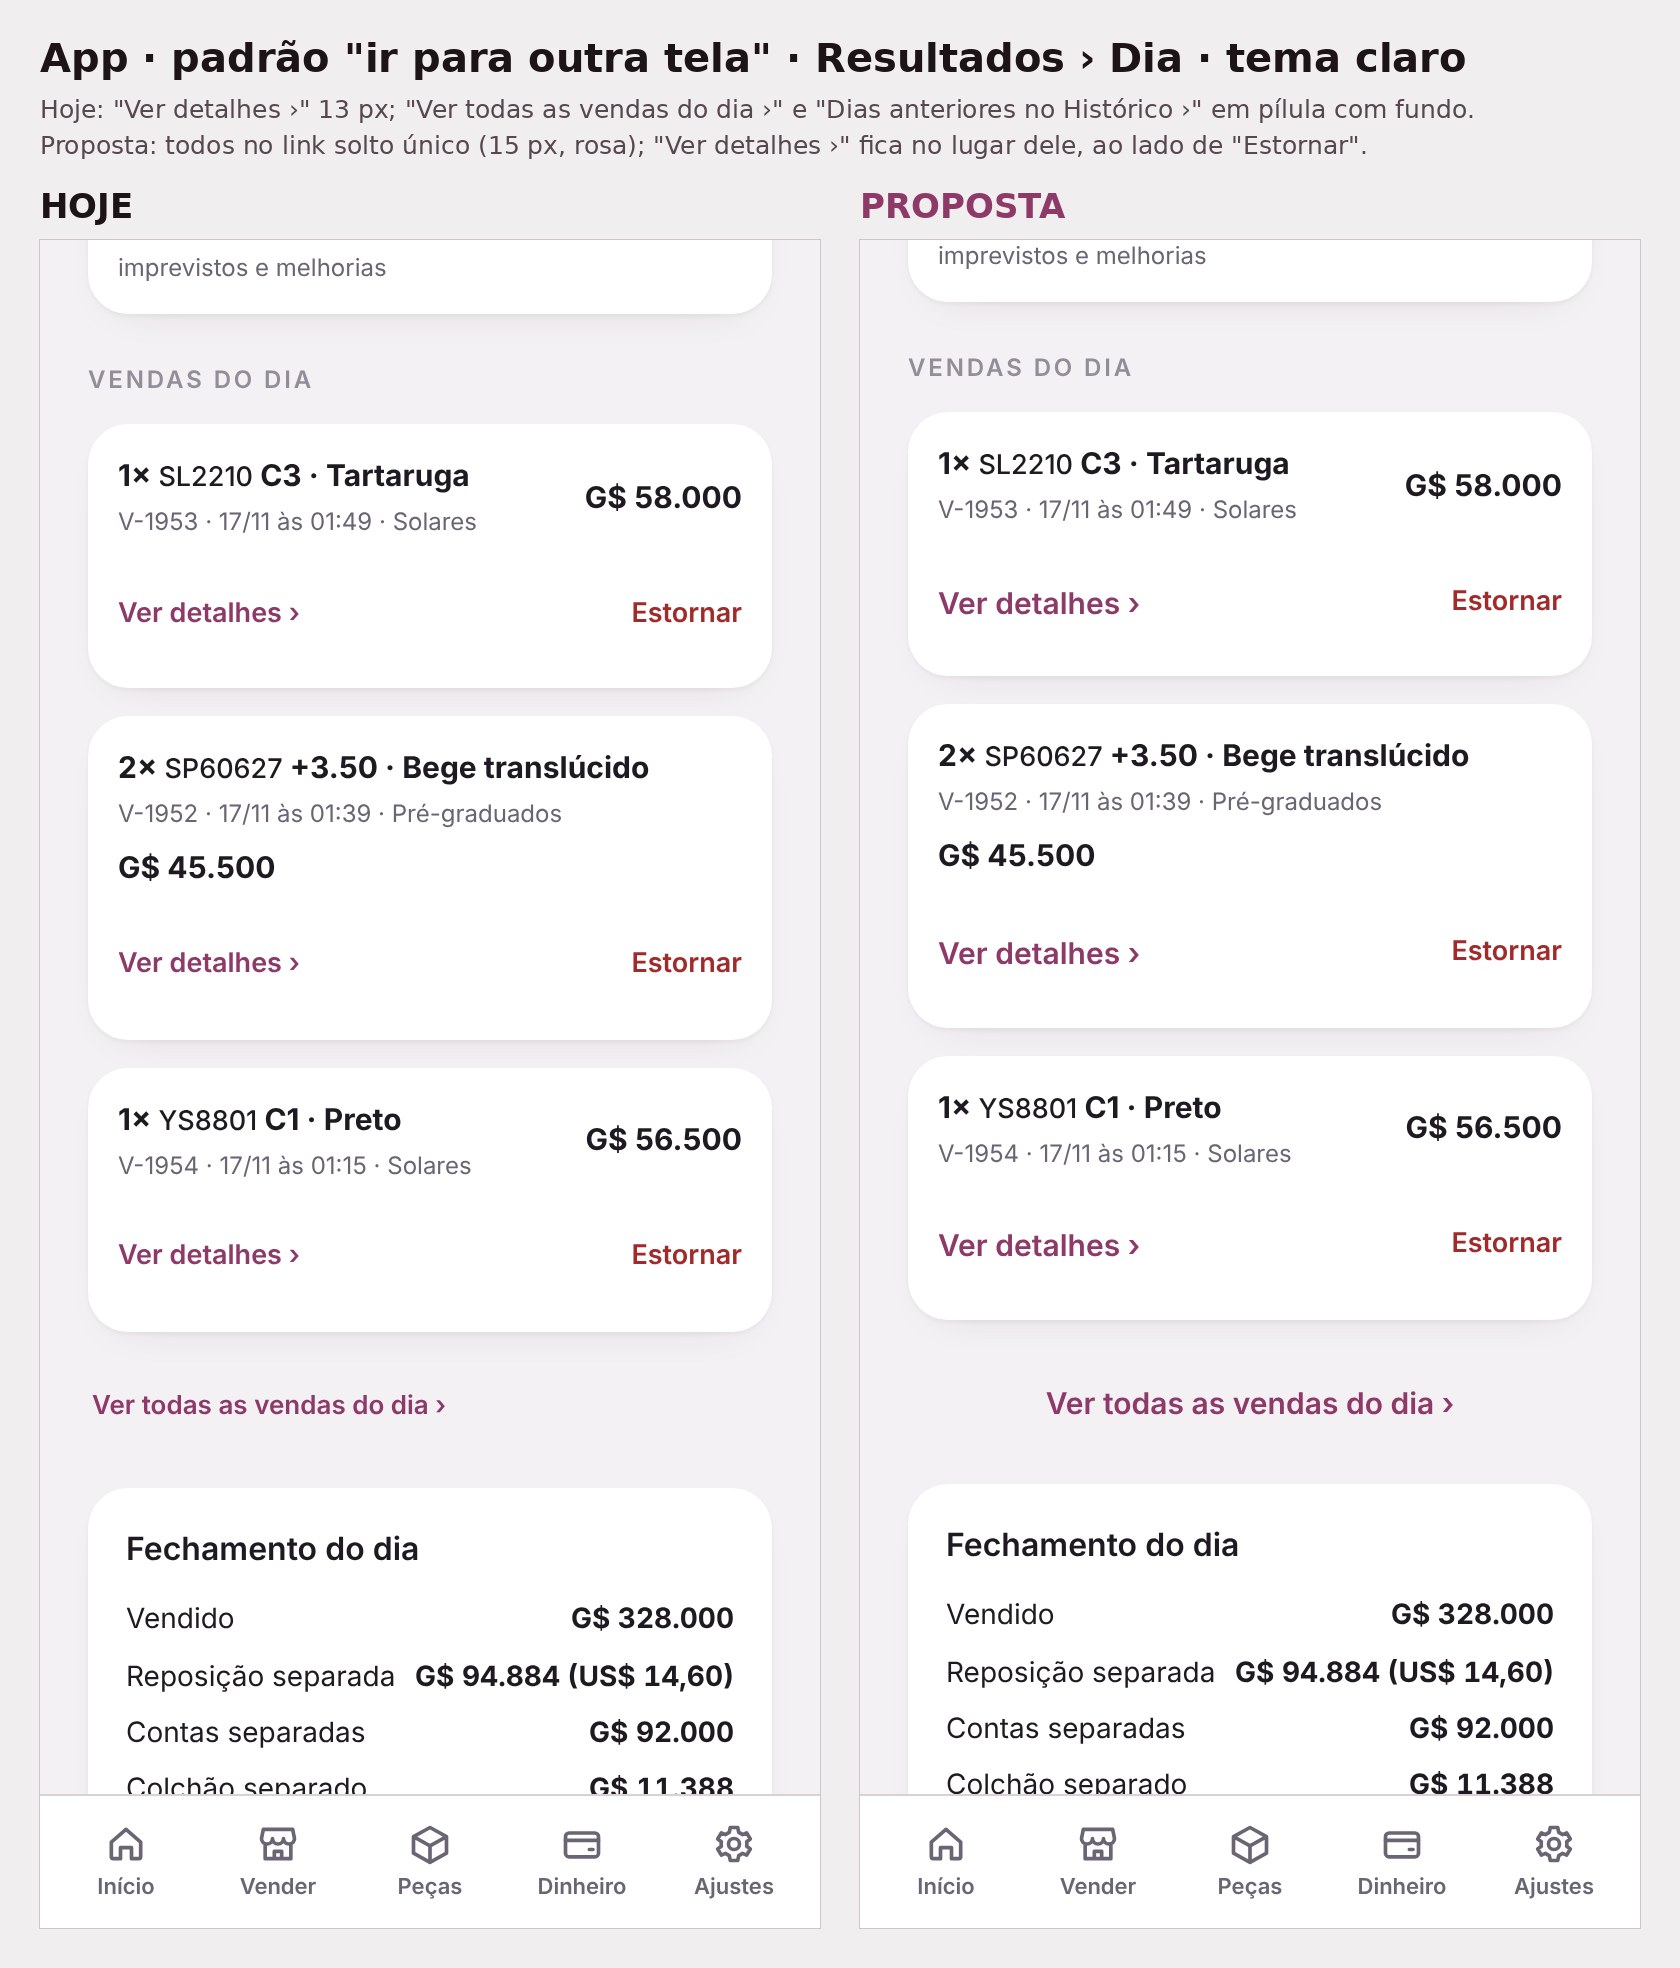 App · padrão "ir para outra tela" · Resultados › Dia · tema claro
Hoje: "Ver detalhes ›" 13 px; "Ver todas as vendas do dia ›" e "Dias anteriores no Histórico ›" em pílula com fundo.
Proposta: todos no link solto único (15 px, rosa); "Ver detalhes ›" fica no lugar dele, ao lado de "Estornar".
HOJE
imprevistos e melhorias
VENDAS DO DIA
1× SL2210 C3 · Tartaruga
G$ 58.000
V-1953 · 17/11 às 01:49 · Solares
Ver detalhes › Estornar
2× SP60627 +3.50 · Bege translúcido
V-1952 · 17/11 às 01:39 · Pré-graduados
G$ 45.500
Ver detalhes › Estornar
1× YS8801 C1 · Preto
G$ 56.500
V-1954 · 17/11 às 01:15 · Solares
Ver detalhes › Estornar
Ver todas as vendas do dia ›
Fechamento do dia
Vendido G$ 328.000
Reposição separada G$ 94.884 (US$ 14,60)
Contas separadas G$ 92.000
Colchão separado G$ 11.388
Início Vender Peças Dinheiro Ajustes
PROPOSTA
imprevistos e melhorias
VENDAS DO DIA
1× SL2210 C3 · Tartaruga
G$ 58.000
V-1953 · 17/11 às 01:49 · Solares
Ver detalhes › Estornar
2× SP60627 +3.50 · Bege translúcido
V-1952 · 17/11 às 01:39 · Pré-graduados
G$ 45.500
Ver detalhes › Estornar
1× YS8801 C1 · Preto
G$ 56.500
V-1954 · 17/11 às 01:15 · Solares
Ver detalhes › Estornar
Ver todas as vendas do dia ›
Fechamento do dia
Vendido G$ 328.000
Reposição separada G$ 94.884 (US$ 14,60)
Contas separadas G$ 92.000
Colchão separado G$ 11.388
Início Vender Peças Dinheiro Ajustes